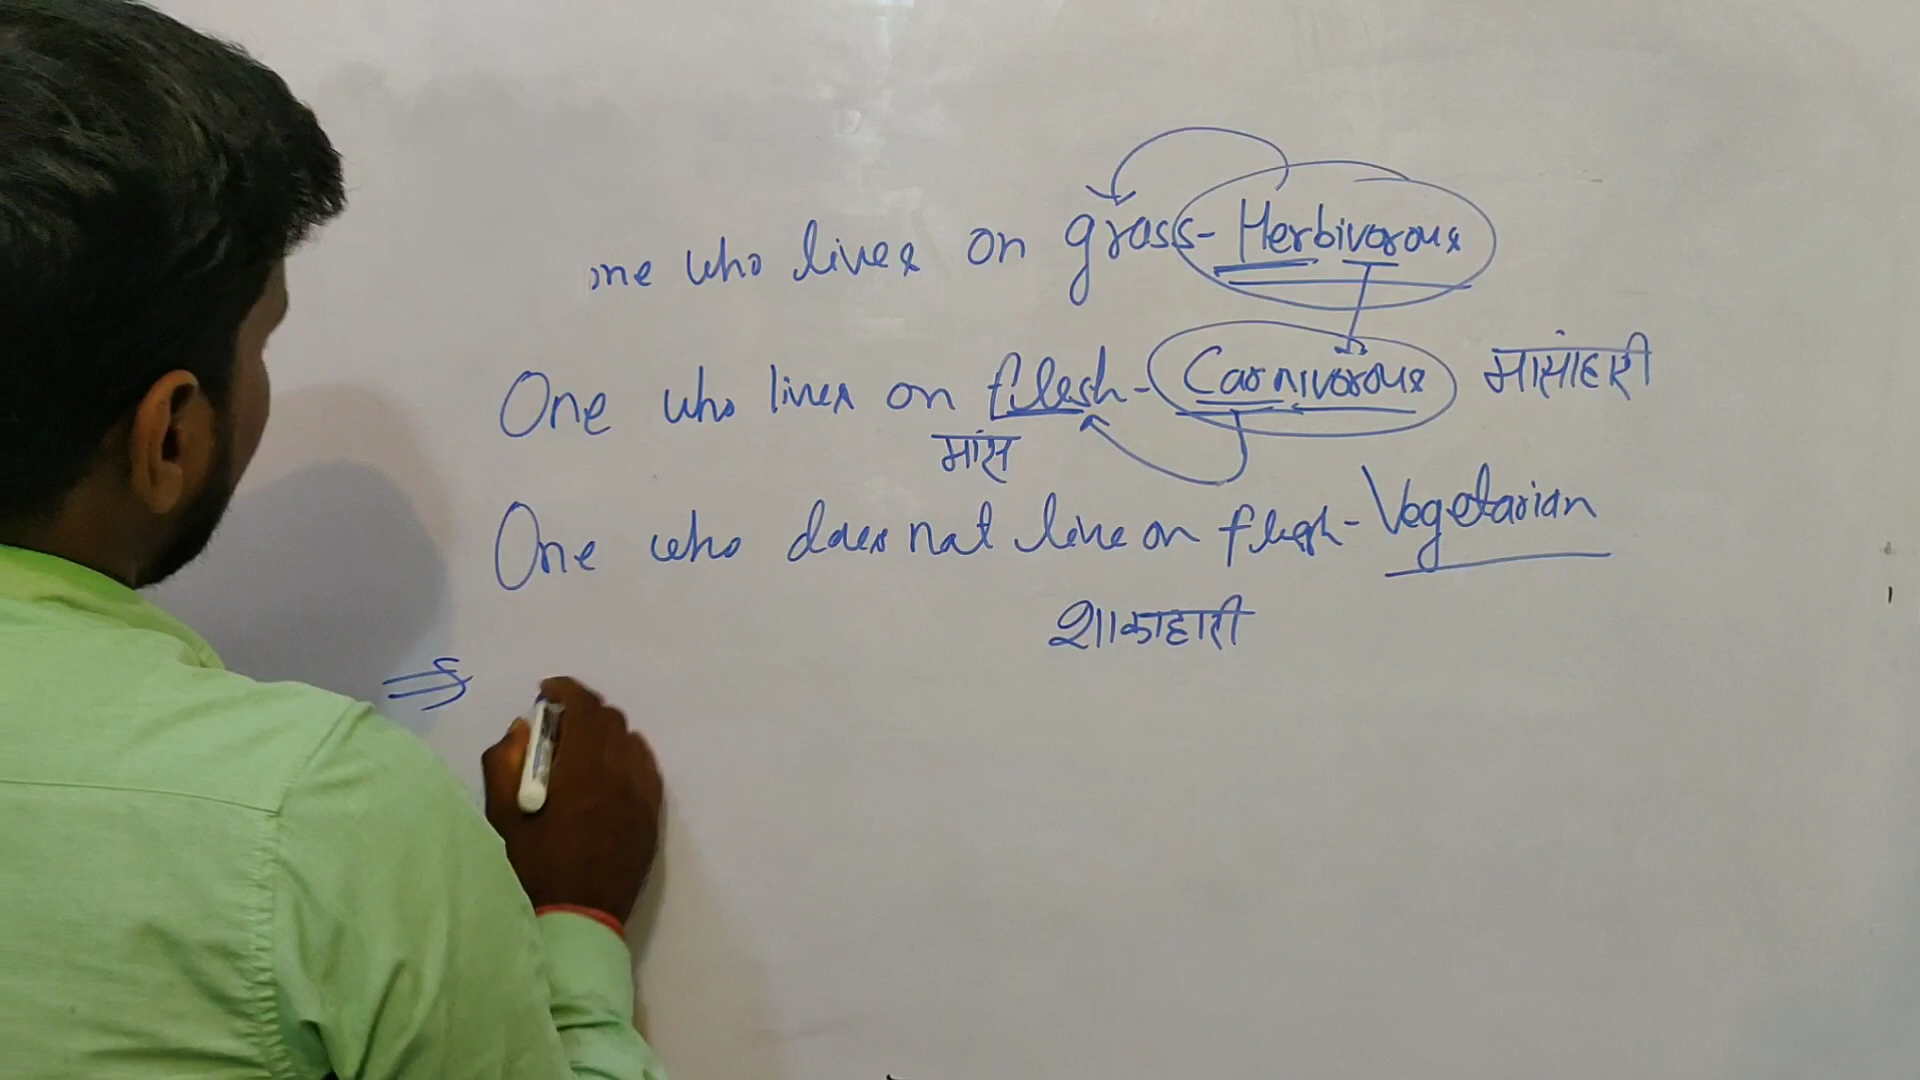 one who lives on grass- Herbivorous
One who lives on flesh- Carnivorous मासांहारी
मांस
One who does not live on flesh- Vegetarian
शाकाहारी
⇒